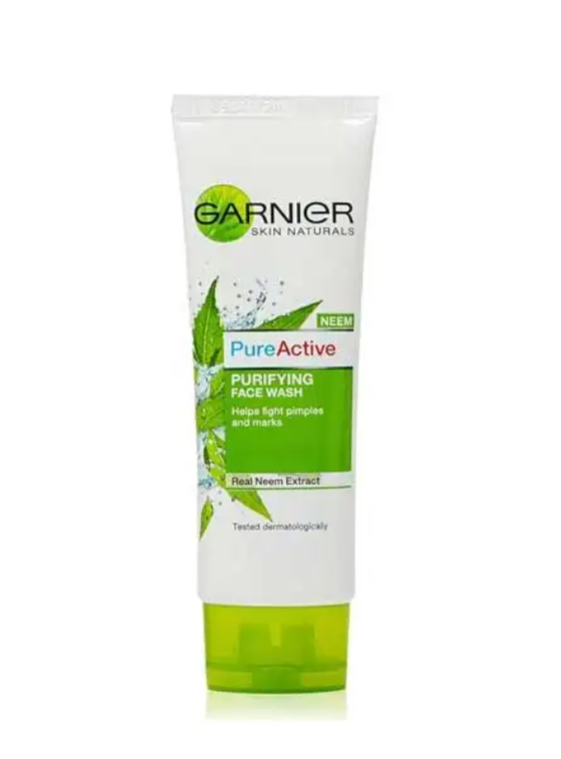 GARNIER
SKIN NATURALS
NEEM
PureActive
PURIFYING
FACE WASH
Helps fight pimples
and marks
Real Neem Extract
Tested dermatologically